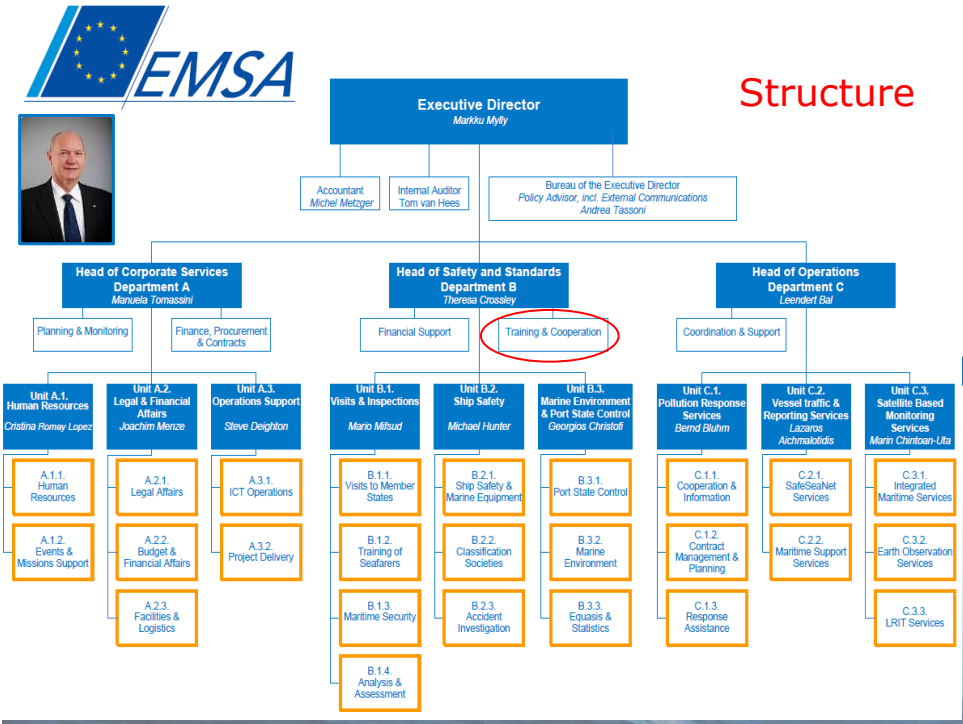 EMSA
Structure
Executive Director
Markku Mylly
Accountant
Michel Metzger
Internal Auditor
Tom van Hees
Bureau of the Executive Director
Policy Advisor, incl. External Communications
Andrea Tassoni
Head of Corporate Services
Department A
Manuela Tomassini
Head of Safety and Standards
Department B
Theresa Crossley
Head of Operations
Department C
Leendert Bal
Planning & Monitoring
Finance, Procurement
& Contracts
Financial Support
Training & Cooperation
Coordination & Support
Unit A.1.
Human Resources
Cristina Romay Lopez
Unit A.2.
Legal & Financial
Affairs
Joachim Menze
Unit A.3.
Operations Support
Steve Deighton
Unit B.1.
Visits & Inspections
Mario Mifsud
Unit B.2.
Ship Safety
Michael Hunter
Unit B.3.
Marine Environment
& Port State Control
Georgios Christofi
Unit C.1.
Pollution Response
Services
Bernd Bluhm
Unit C.2.
Vessel traffic &
Reporting Services
Lazaros
Aichmalotidis
Unit C.3.
Satellite Based
Monitoring
Services
Marin Chintoan-Uta
A.1.1.
Human
Resources
A.1.2.
Events &
Missions Support
A.2.1.
Legal Affairs
A.2.2.
Budget &
Financial Affairs
A.2.3.
Facilities &
Logistics
A.3.1.
ICT Operations
A.3.2.
Project Delivery
B.1.1.
Visits to Member
States
B.1.2.
Training of
Seafarers
B.1.3.
Maritime Security
B.1.4.
Analysis &
Assessment
B.2.1.
Ship Safety &
Marine Equipment
B.2.2.
Classification
Societies
B.2.3.
Accident
Investigation
B.3.1.
Port State Control
B.3.2.
Marine
Environment
B.3.3.
Equasis &
Statistics
C.1.1.
Cooperation &
Information
C.1.2.
Contract
Management &
Planning
C.1.3.
Response
Assistance
C.2.1.
SafeSeaNet
Services
C.2.2.
Maritime Support
Services
C.3.1.
Integrated
Maritime Services
C.3.2.
Earth Observation
Services
C.3.3.
LRIT Services